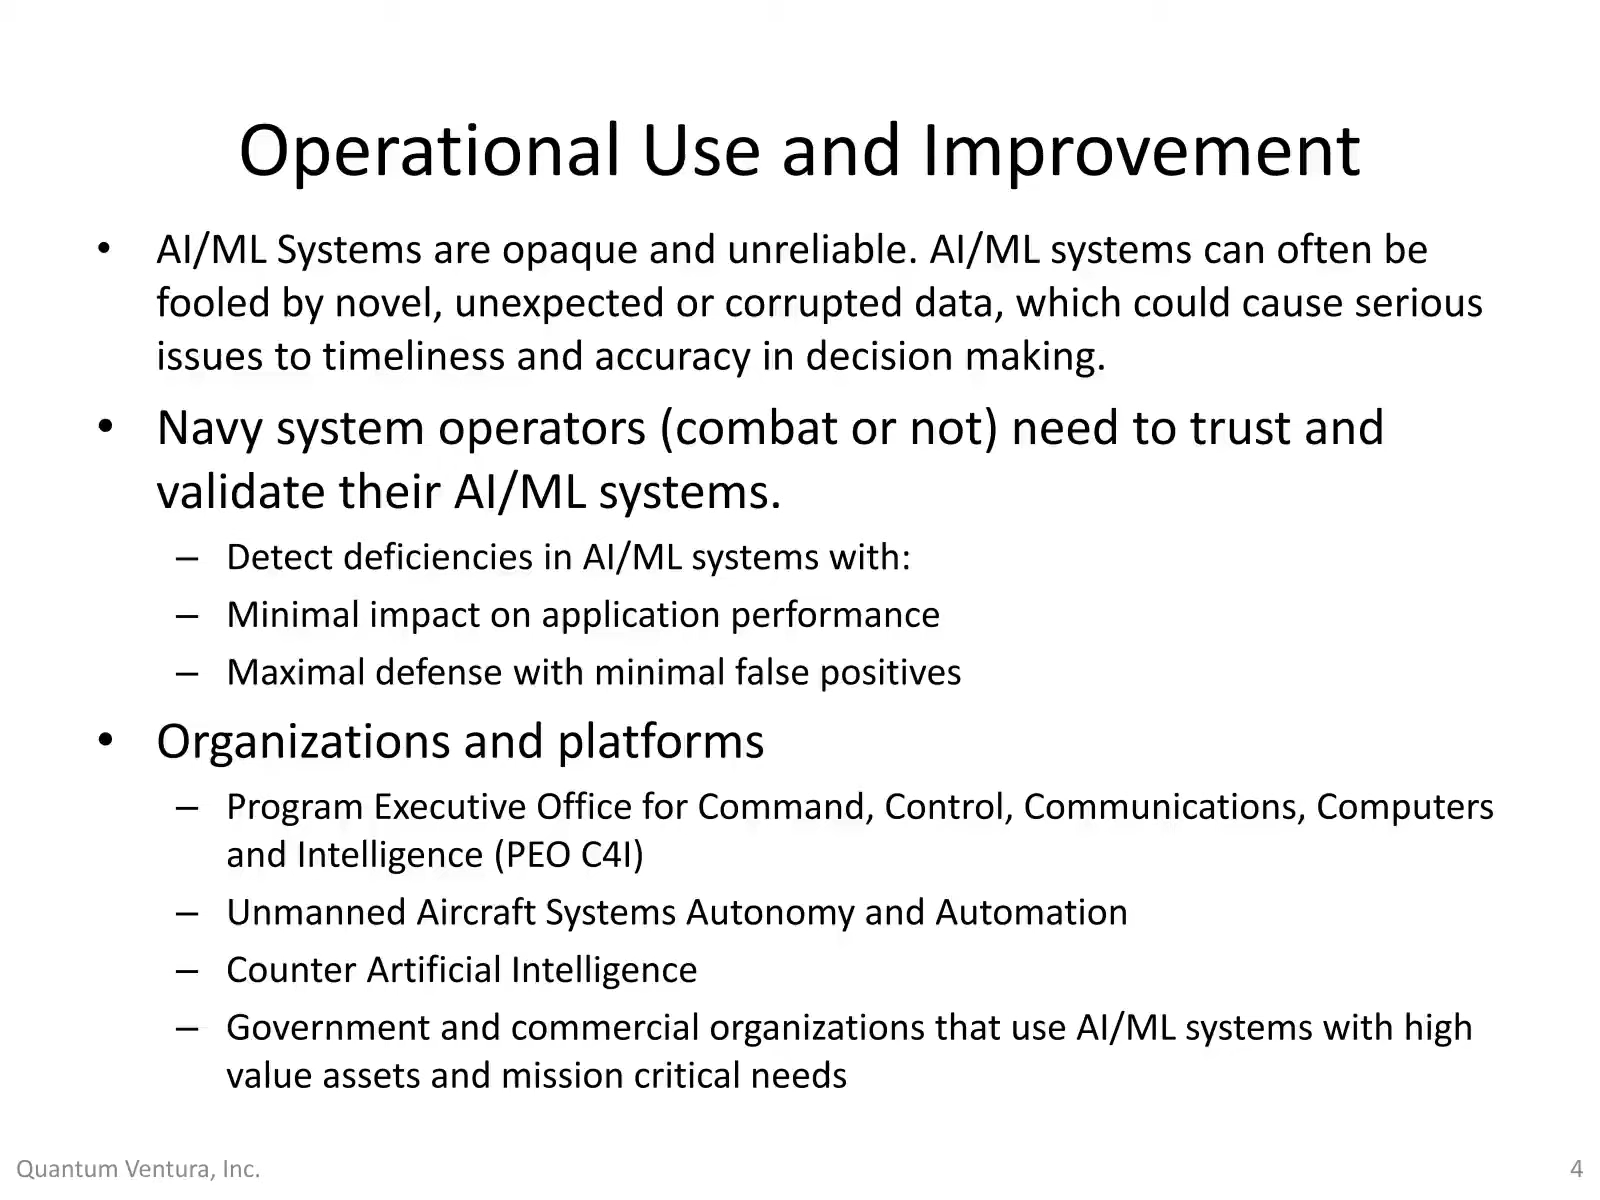 Operational Use and Improvement
• AI/ML Systems are opaque and unreliable. AI/ML systems can often be
fooled by novel, unexpected or corrupted data, which could cause serious
issues to timeliness and accuracy in decision making.
• Navy system operators (combat or not) need to trust and
validate their AI/ML systems.
– Detect deficiencies in AI/ML systems with:
– Minimal impact on application performance
– Maximal defense with minimal false positives
• Organizations and platforms
– Program Executive Office for Command, Control, Communications, Computers
and Intelligence (PEO C4I)
– Unmanned Aircraft Systems Autonomy and Automation
– Counter Artificial Intelligence
– Government and commercial organizations that use AI/ML systems with high
value assets and mission critical needs
Quantum Ventura, Inc.
4